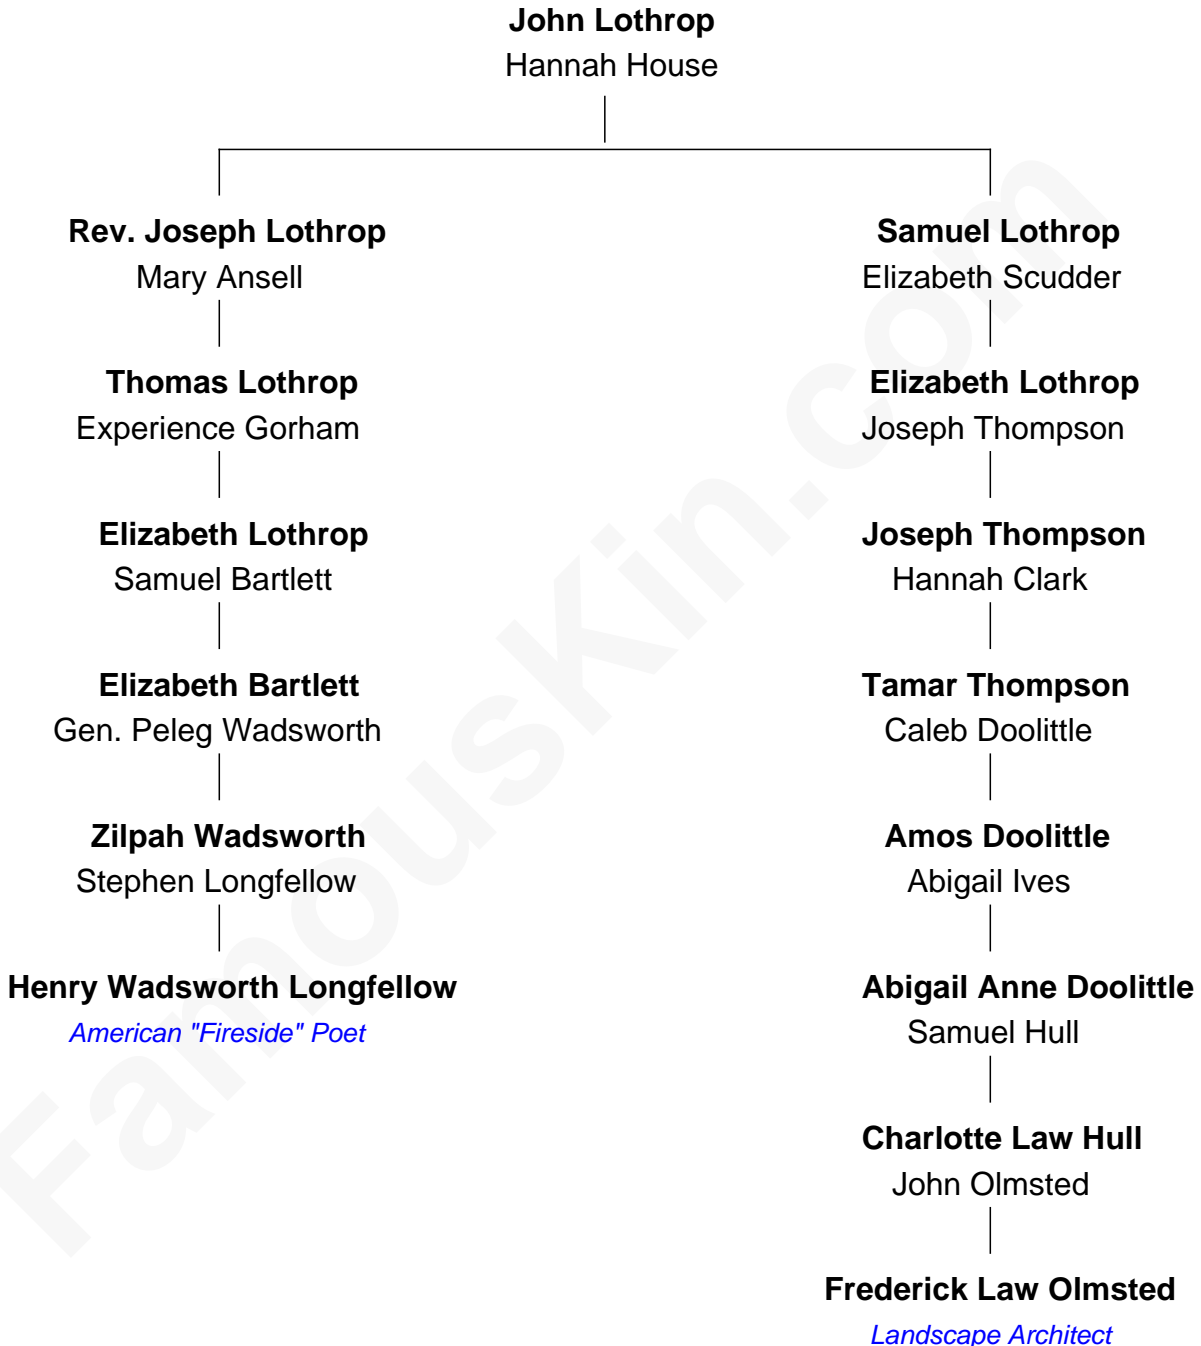 John Lothrop
Hannah House
Rev. Joseph Lothrop
Mary Ansell
Thomas Lothrop
Experience Gorham
Elizabeth Lothrop
Samuel Bartlett
Elizabeth Bartlett
Gen. Peleg Wadsworth
Zilpah Wadsworth
Stephen Longfellow
Henry Wadsworth Longfellow
American "Fireside" Poet
Samuel Lothrop
Elizabeth Scudder
Elizabeth Lothrop
Joseph Thompson
Joseph Thompson
Hannah Clark
Tamar Thompson
Caleb Doolittle
Amos Doolittle
Abigail Ives
Abigail Anne Doolittle
Samuel Hull
Charlotte Law Hull
John Olmsted
Frederick Law Olmsted
Landscape Architect
FamousKin.com